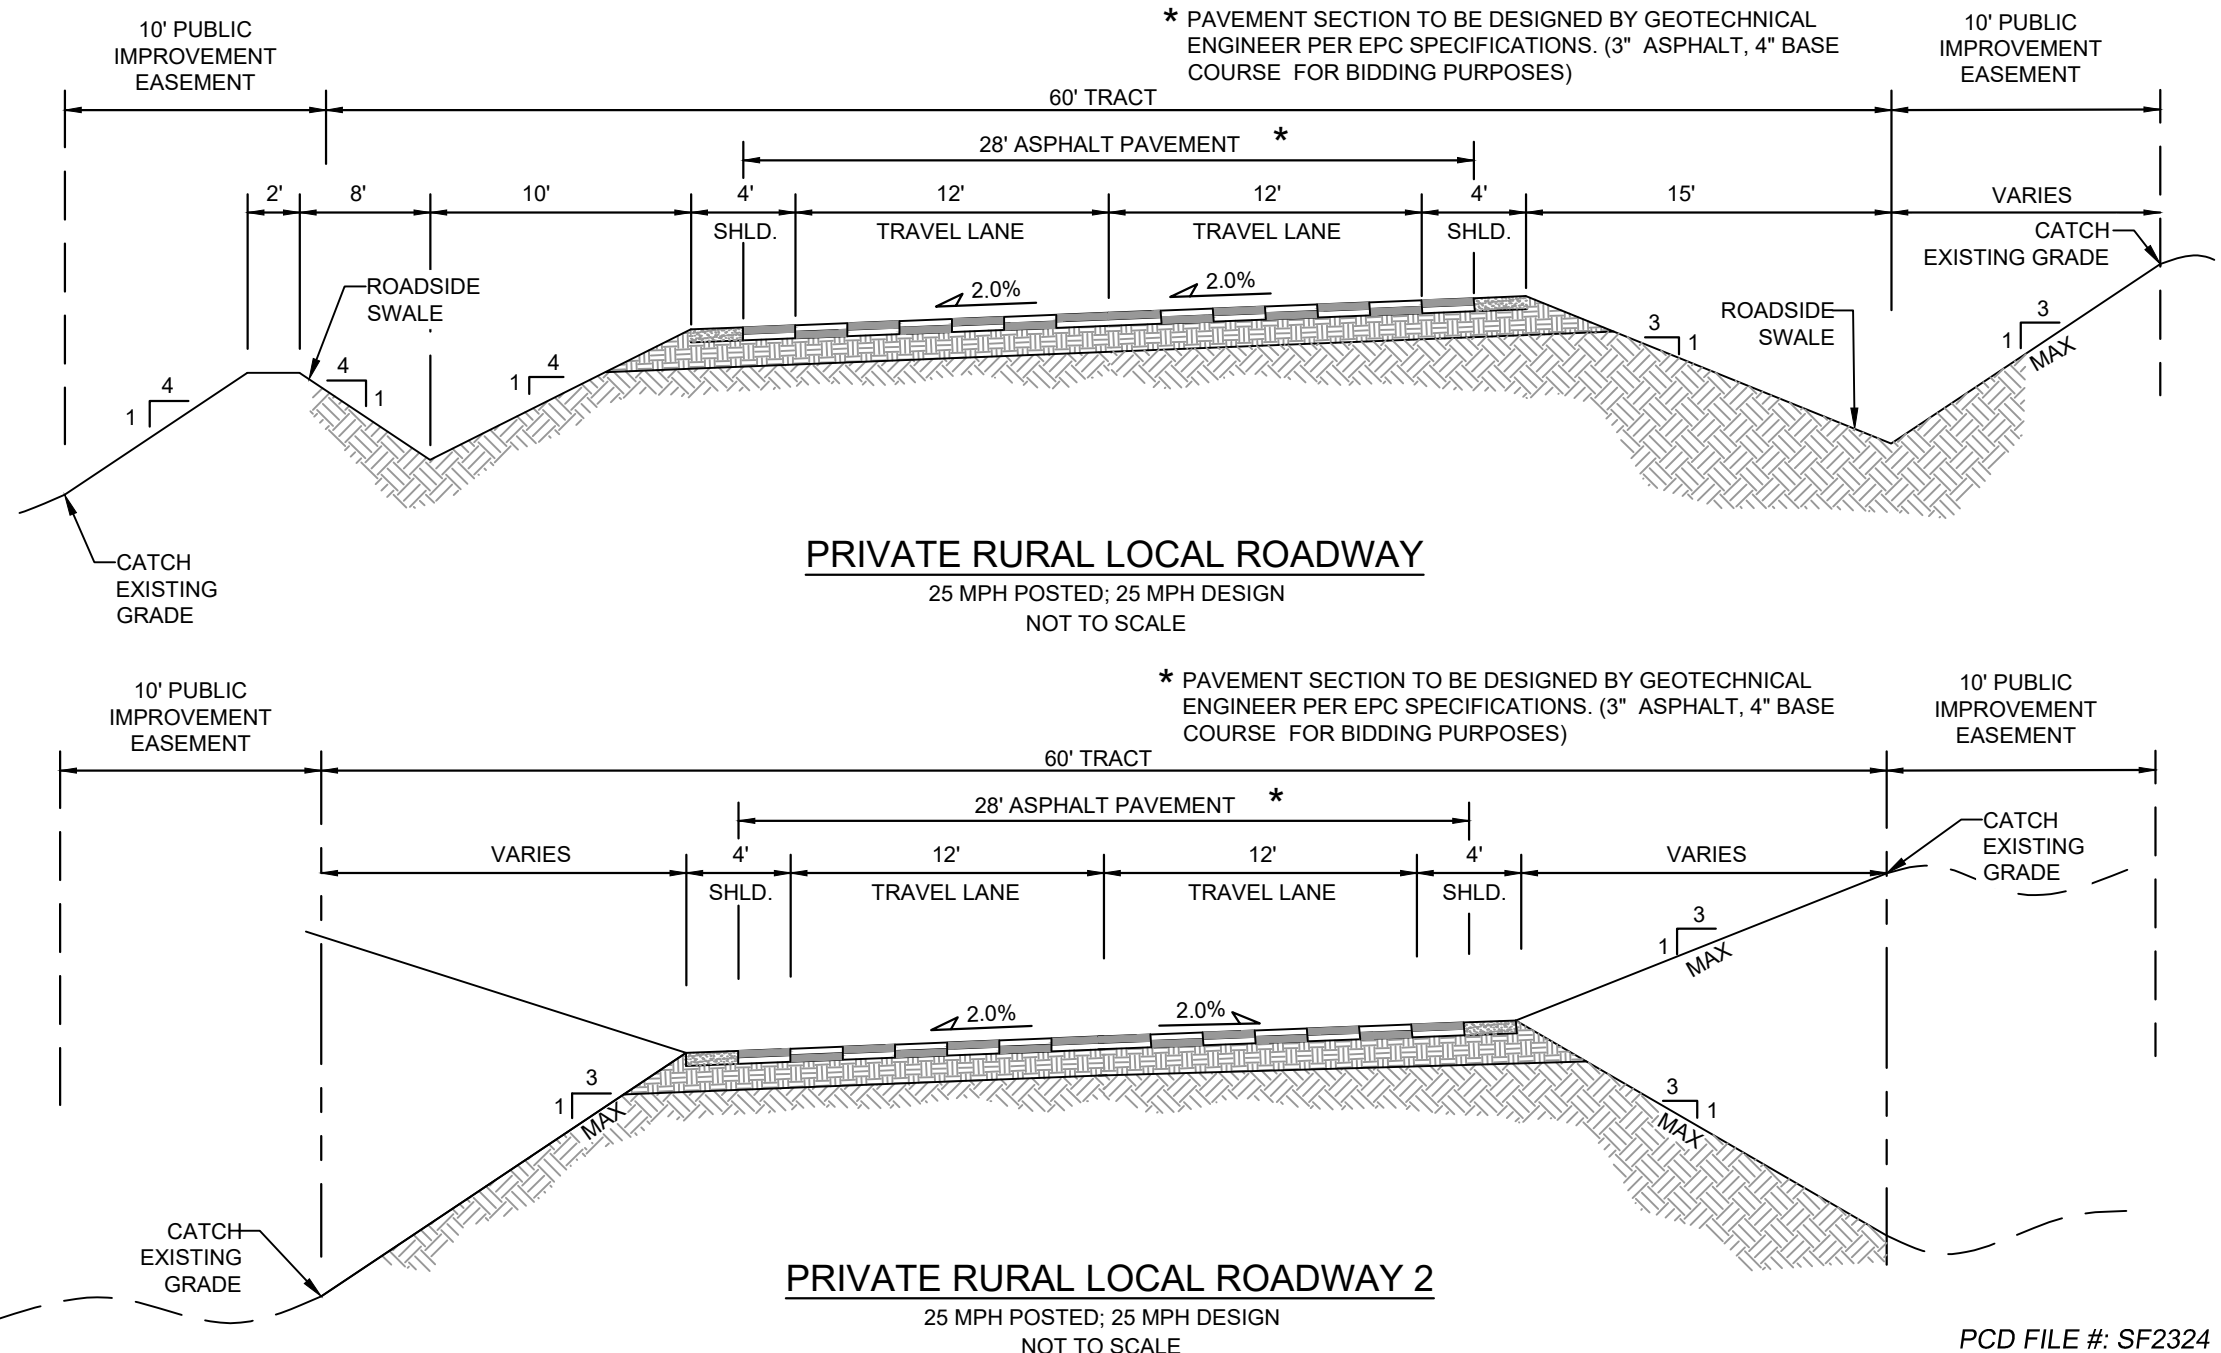 10' PUBLIC
IMPROVEMENT
EASEMENT
* PAVEMENT SECTION TO BE DESIGNED BY GEOTECHNICAL
ENGINEER PER EPC SPECIFICATIONS. (3" ASPHALT, 4" BASE
COURSE FOR BIDDING PURPOSES)
10' PUBLIC
IMPROVEMENT
EASEMENT
60' TRACT
28' ASPHALT PAVEMENT *
2' 8' 10' 4' 12' 12' 4' 15' VARIES
SHLD. TRAVEL LANE TRAVEL LANE SHLD.
CATCH
EXISTING GRADE
ROADSIDE
SWALE
2.0% 2.0%
ROADSIDE
SWALE
4
1
4
1
4
1
3
1
3
1
MAX
CATCH
EXISTING
GRADE
PRIVATE RURAL LOCAL ROADWAY
25 MPH POSTED; 25 MPH DESIGN
NOT TO SCALE
10' PUBLIC
IMPROVEMENT
EASEMENT
* PAVEMENT SECTION TO BE DESIGNED BY GEOTECHNICAL
ENGINEER PER EPC SPECIFICATIONS. (3" ASPHALT, 4" BASE
COURSE FOR BIDDING PURPOSES)
10' PUBLIC
IMPROVEMENT
EASEMENT
60' TRACT
28' ASPHALT PAVEMENT *
VARIES 4' 12' 12' 4' VARIES
SHLD. TRAVEL LANE TRAVEL LANE SHLD.
CATCH
EXISTING
GRADE
3
1
MAX
2.0% 2.0%
3
1
MAX
3
1
MAX
CATCH
EXISTING
GRADE
PRIVATE RURAL LOCAL ROADWAY 2
25 MPH POSTED; 25 MPH DESIGN
NOT TO SCALE
PCD FILE #: SF2324